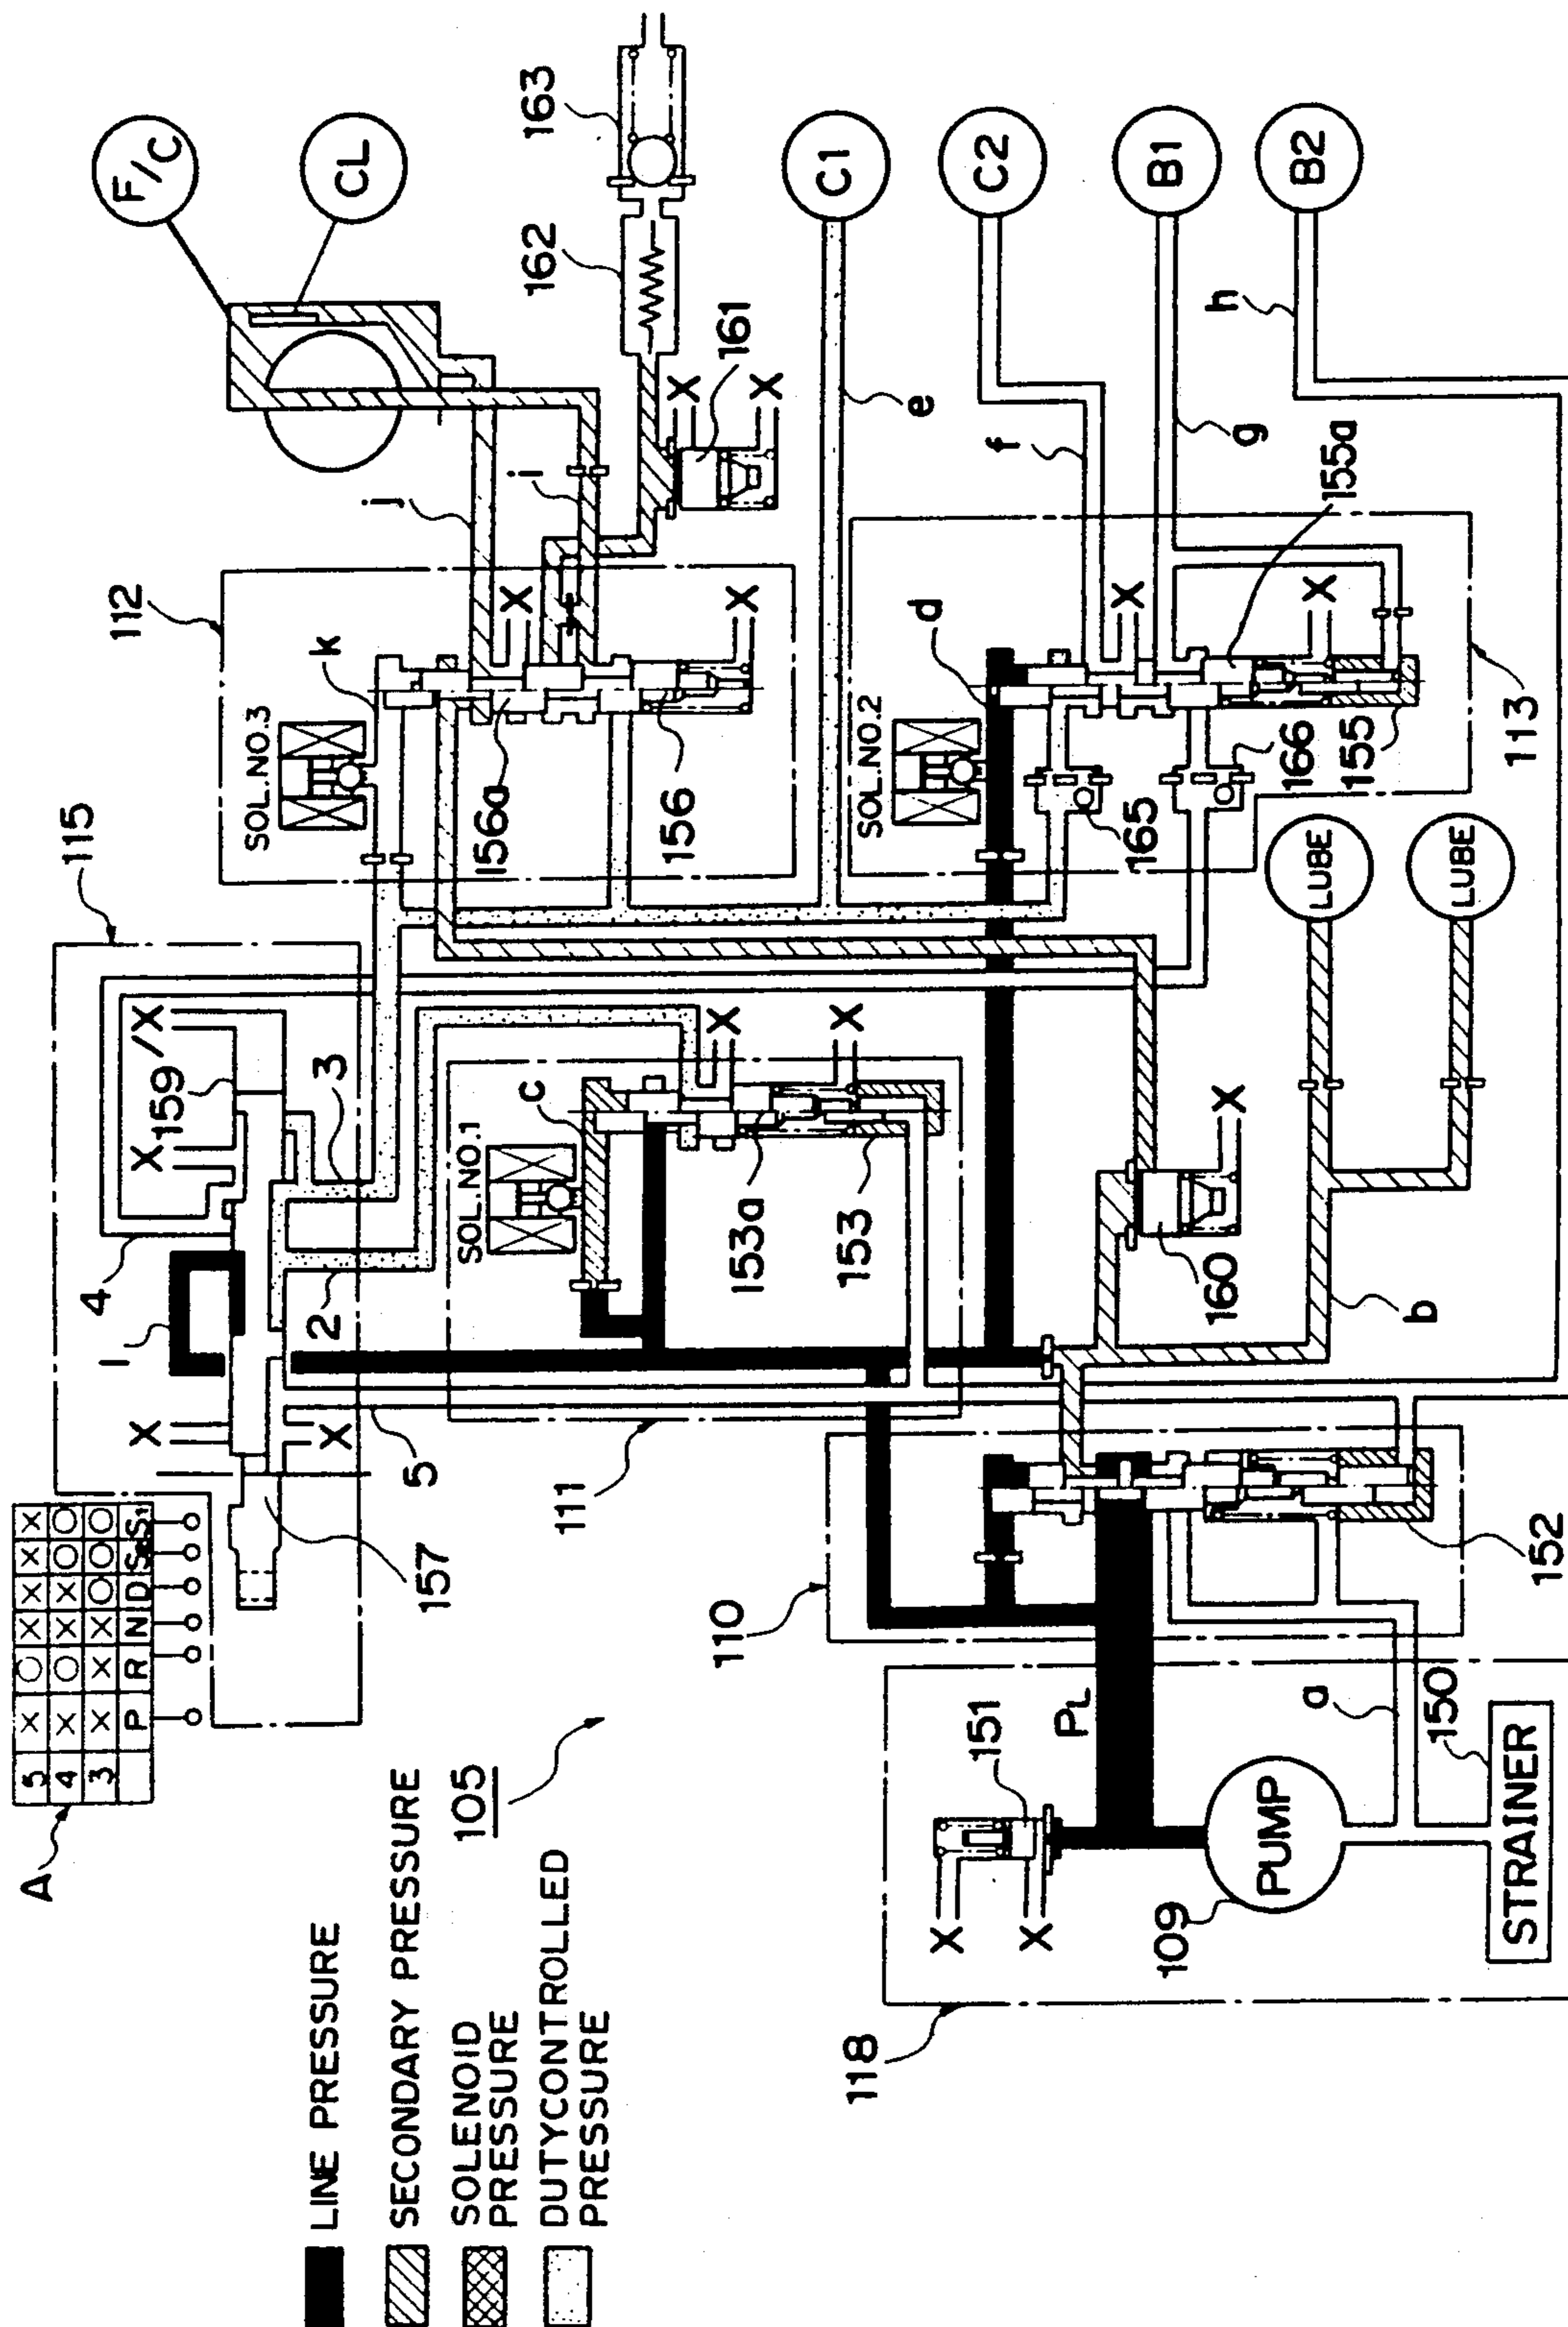 A
5 X O X X X X
4 X O X X O O
3 X X X O O O
P R N D S S₁
115
1
4
159
3
2
5
157
X
X
X
X
LINE PRESSURE
SECONDARY PRESSURE
SOLENOID
PRESSURE
DUTYCONTROLLED
PRESSURE
105
111
SOL.NO.1
c
153a
153
X
X
112
SOL.NO.3
k
156a
156
X
X
j
i
F/C
CL
162
163
161
X
X
C1
C2
B1
B2
e
f
g
h
113
SOL.NO.2
d
165
166
155
155a
X
X
LUBE
LUBE
160
X
b
110
152
118
151
X
X
PL
109
PUMP
a
150
STRAINER